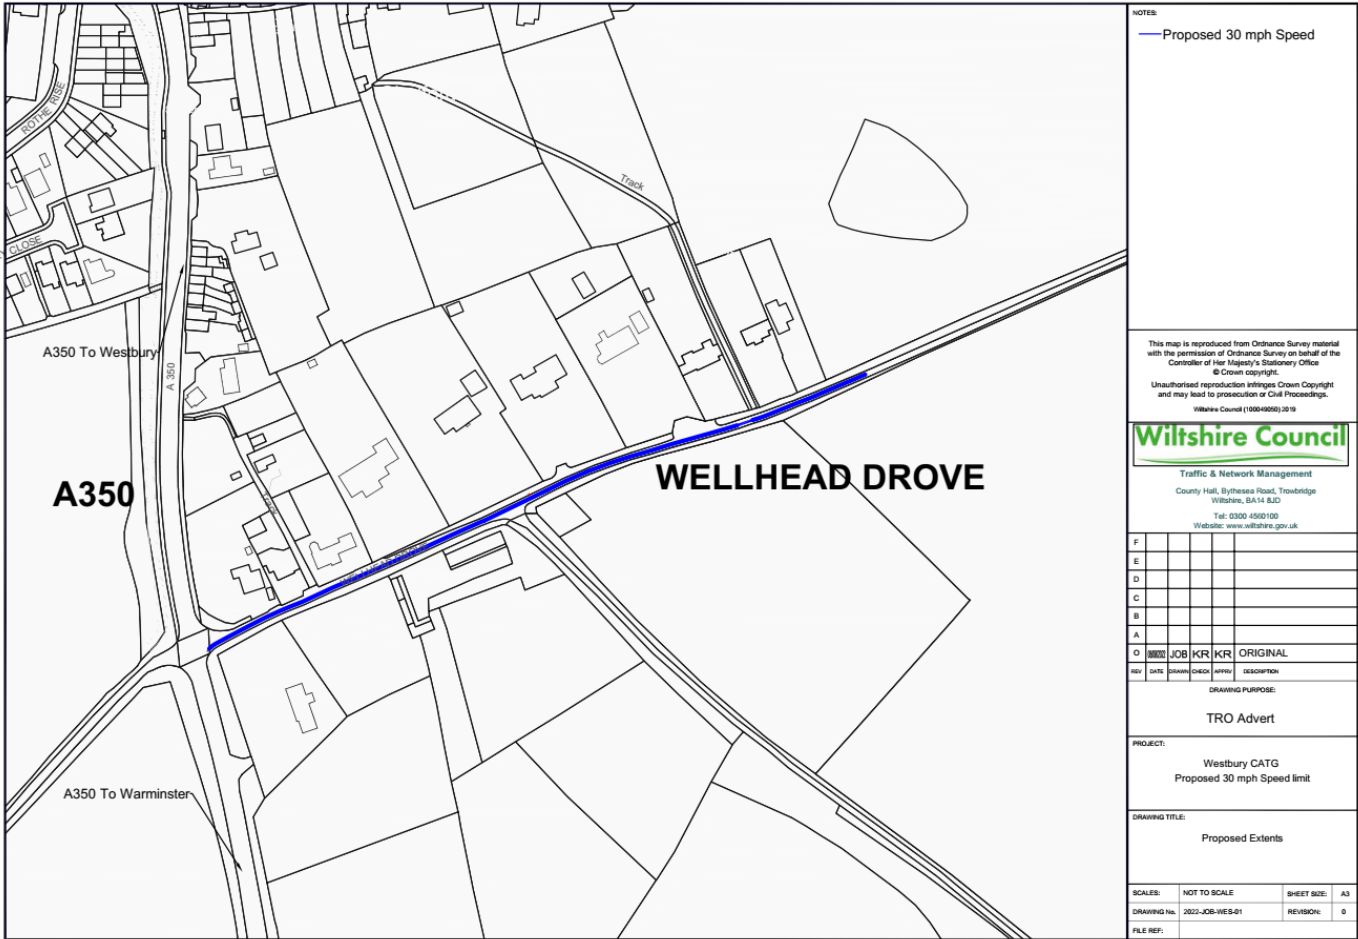 ROTHE RISE
CLOSE
Track
A350 To Westbury
A 350
A350
Track
WELLHEAD DROVE
A350 To Warminster
NOTES:
Proposed 30 mph Speed
This map is reproduced from Ordnance Survey material
with the permission of Ordnance Survey on behalf of the
Controller of Her Majesty's Stationery Office
© Crown copyright.
Unauthorised reproduction infringes Crown Copyright
and may lead to prosecution or Civil Proceedings.
Wiltshire Council (100049050) 2019
Wiltshire Council
Traffic & Network Management
County Hall, Bythesea Road, Trowbridge
Wiltshire, BA14 8JD
Tel: 0300 4560100
Website: www.wiltshire.gov.uk
F
E
D
C
B
A
O JOB KR KR ORIGINAL
REV DATE DRAWN CHECK APPRV DESCRIPTION
DRAWING PURPOSE:
TRO Advert
PROJECT:
Westbury CATG
Proposed 30 mph Speed limit
DRAWING TITLE:
Proposed Extents
SCALES: NOT TO SCALE SHEET SIZE: A3
DRAWING No. 2022-JOB-WES-01 REVISION: 0
FILE REF: